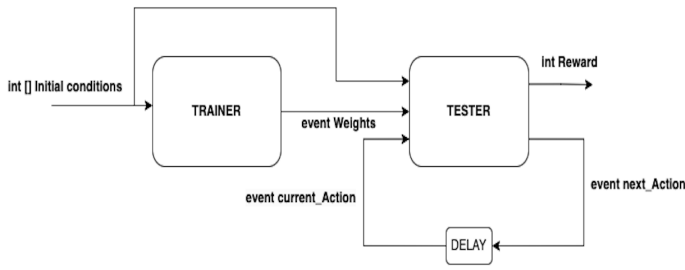 int Reward
int [] Initial conditions
TRAINER
TESTER
event Weights
event next_Action
event current_Action
DELAY